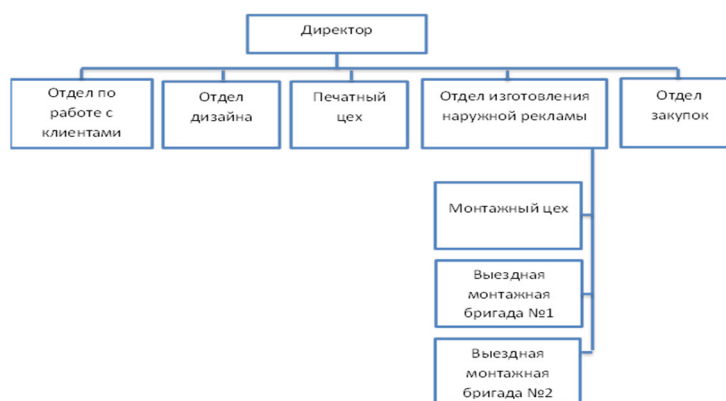 Директор
Отдел по
работе с
клиентами
Отдел
дизайна
Печатный
цех
Отдел изготовления
наружной рекламы
Отдел
закупок
Монтажный цех
Выездная
монтажная
бригада №1
Выездная
монтажная
бригада №2